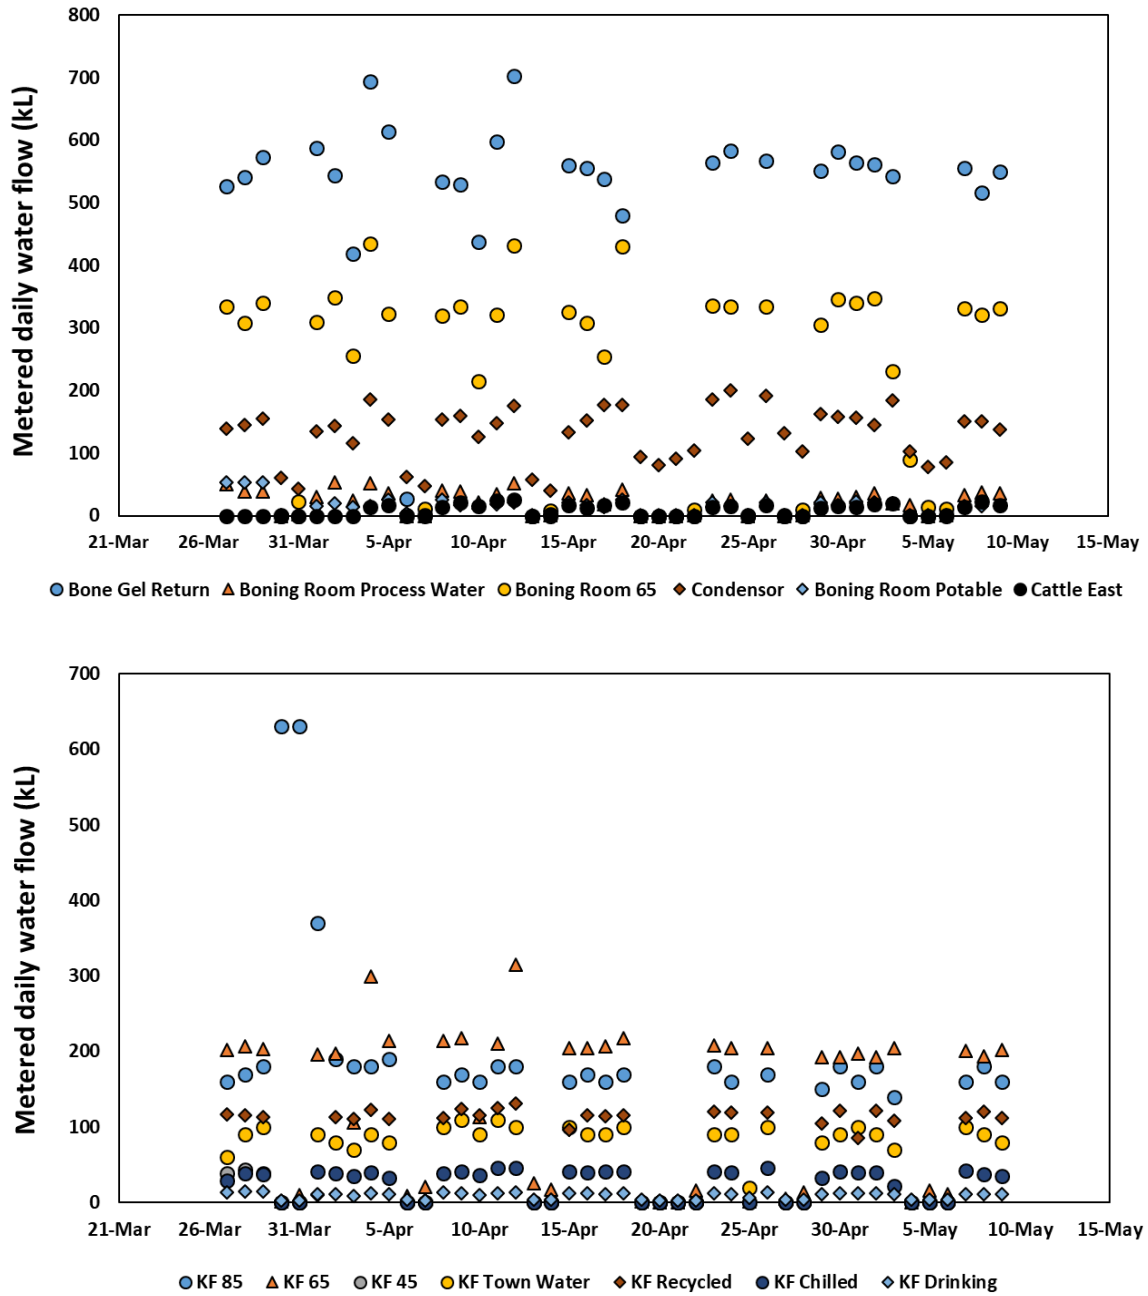 800
700
600
500
400
300
200
100
0
Metered daily water flow (kL)
21-Mar 26-Mar 31-Mar 5-Apr 10-Apr 15-Apr 20-Apr 25-Apr 30-Apr 5-May 10-May 15-May
Bone Gel Return Boning Room Process Water Boning Room 65 Condensor Boning Room Potable Cattle East
700
600
500
400
300
200
100
0
Metered daily water flow (kL)
21-Mar 26-Mar 31-Mar 5-Apr 10-Apr 15-Apr 20-Apr 25-Apr 30-Apr 5-May 10-May 15-May
KF 85 KF 65 KF 45 KF Town Water KF Recycled KF Chilled KF Drinking